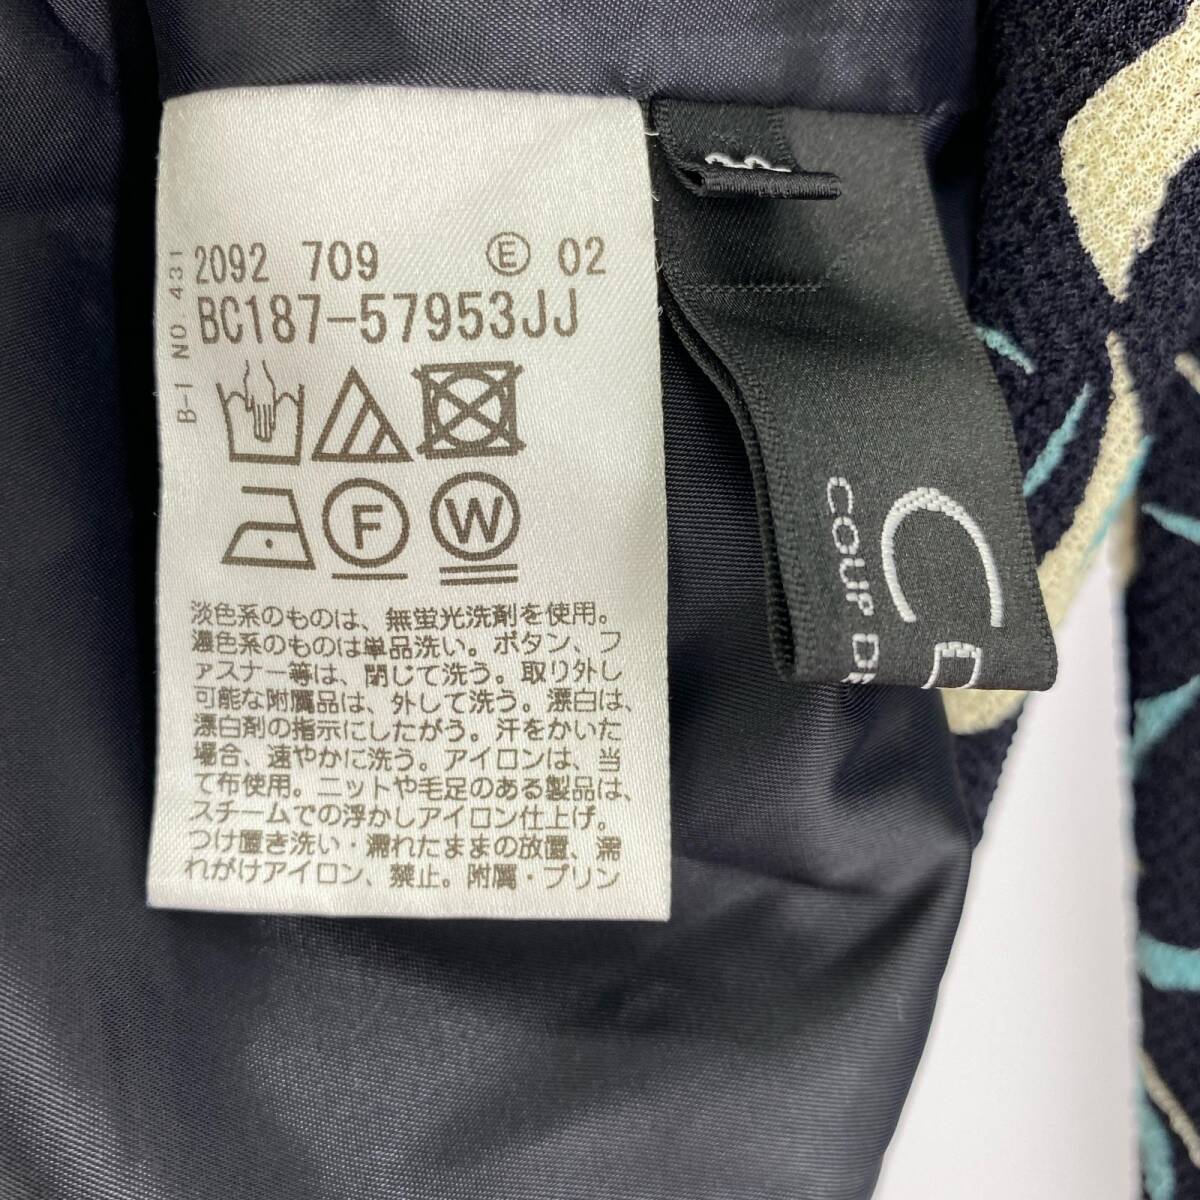 2092 709 Ⓔ 02
BC187-57953JJ
B-1 NO.431
F
W
淡色系のものは、無蛍光洗剤を使用。
濃色系のものは単品洗い。ボタン、フ
ァスナー等は、閉じて洗う。取り外し
可能な附属品は、外して洗う。漂白は、
漂白剤の指示にしたがう。汗をかいた
場合、速やかに洗う。アイロンは、当
て布使用。ニットや毛足のある製品は、
スチームでの浮かしアイロン仕上げ。
つけ置き洗い・濡れたままの放置、濡
れがけアイロン、禁止。附属・プリン
COUP